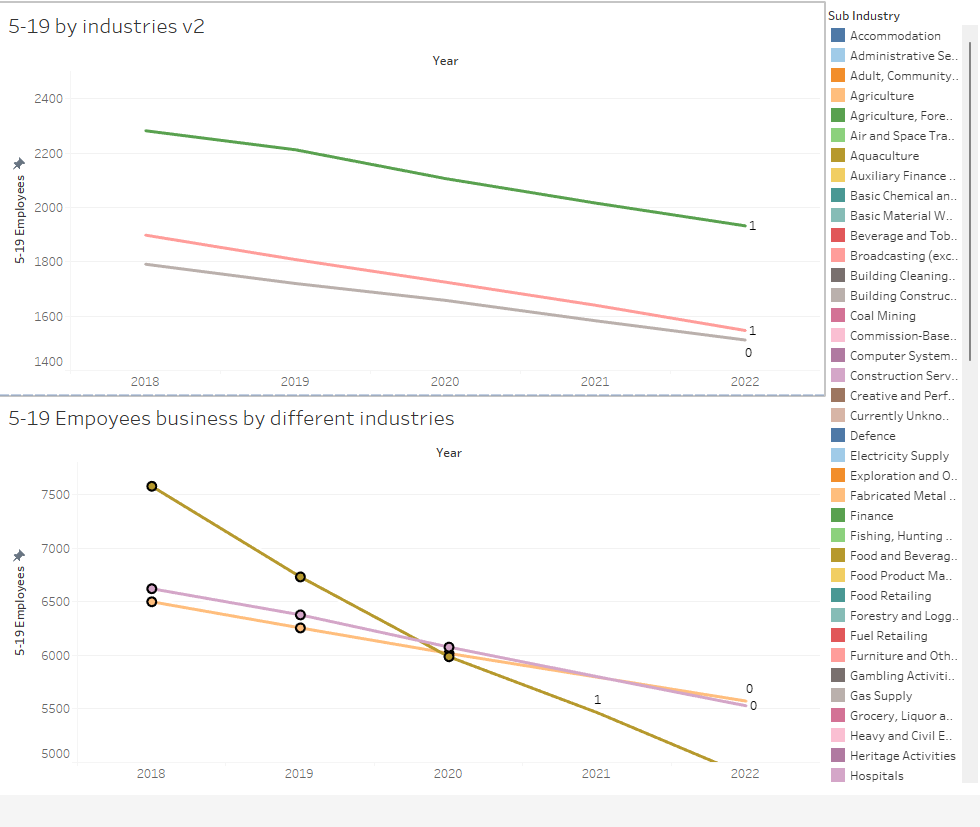 5-19 by industries v2
Year
2400
2200
2000
1800
1600
1400
5-19 Employees
1
1
0
2018 2019 2020 2021 2022
5-19 Empoyees business by different industries
Year
7500
7000
6500
6000
5500
5000
5-19 Employees
0
0
1
2018 2019 2020 2021 2022
Sub Industry
Accommodation
Administrative Se..
Adult, Community..
Agriculture
Agriculture, Fore..
Air and Space Tra..
Aquaculture
Auxiliary Finance ..
Basic Chemical an..
Basic Material W..
Beverage and Tob..
Broadcasting (exc..
Building Cleaning..
Building Construc..
Coal Mining
Commission-Base..
Computer System..
Construction Serv..
Creative and Perf..
Currently Unkno..
Defence
Electricity Supply
Exploration and O..
Fabricated Metal ..
Finance
Fishing, Hunting ..
Food and Beverag..
Food Product Ma..
Food Retailing
Forestry and Logg..
Fuel Retailing
Furniture and Oth..
Gambling Activiti..
Gas Supply
Grocery, Liquor a..
Heavy and Civil E..
Heritage Activities
Hospitals